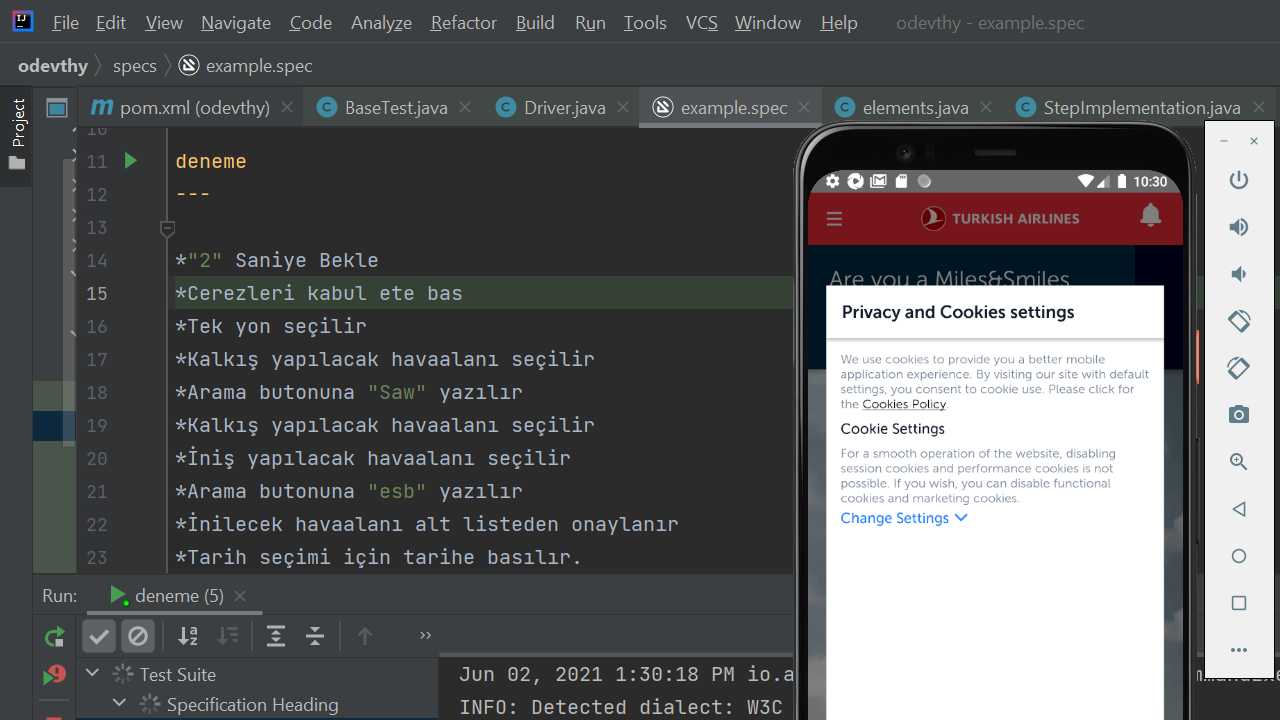 File Edit View Navigate Code Analyze Refactor Build Run Tools VCS Window Help odevthy - example.spec
odevthy specs example.spec
Project
pom.xml (odevthy) BaseTest.java Driver.java example.spec elements.java StepImplementation.java
10
11 deneme
12 ---
13
14 *"2" Saniye Bekle
15 *Cerezleri kabul ete bas
16 *Tek yon seçilir
17 *Kalkış yapılacak havaalanı seçilir
18 *Arama butonuna "Saw" yazılır
19 *Kalkış yapılacak havaalanı seçilir
20 *İniş yapılacak havaalanı seçilir
21 *Arama butonuna "esb" yazılır
22 *İnilecek havaalanı alt listeden onaylanır
23 *Tarih seçimi için tarihe basılır.
10:30
TURKISH AIRLINES
Are you a Miles&Smiles
Privacy and Cookies settings
We use cookies to provide you a better mobile
application experience. By visiting our site with default
settings, you consent to cookie use. Please click for
the Cookies Policy.
Cookie Settings
For a smooth operation of the website, disabling
session cookies and performance cookies is not
possible. If you wish, you can disable functional
cookies and marketing cookies.
Change Settings
Run: deneme (5)
Test Suite
Specification Heading
Jun 02, 2021 1:30:18 PM io.a
INFO: Detected dialect: W3C